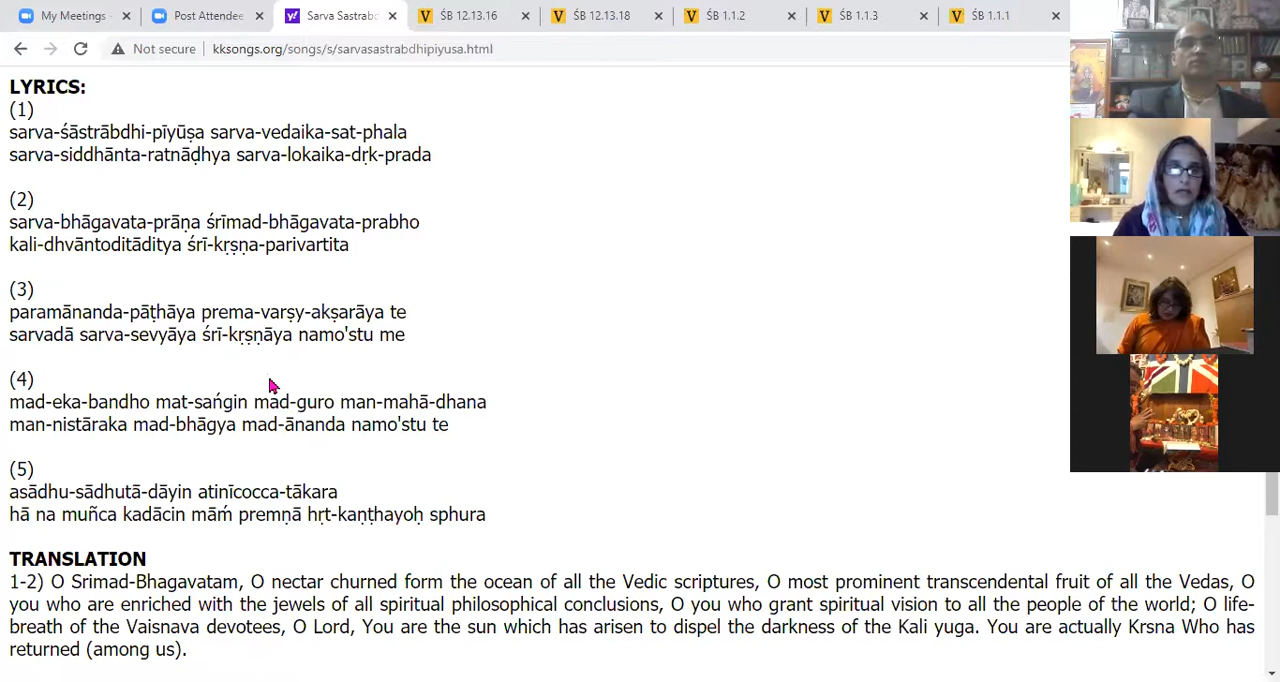 My Meetings
Post Attendee
Sarva Sastrab
ŚB 12.13.16
ŚB 12.13.18
ŚB 1.1.2
ŚB 1.1.3
ŚB 1.1.1
Not secure
kksongs.org/songs/s/sarvasastrabdhipiyusa.html
LYRICS:
(1)
sarva-śāstrābdhi-pīyūṣa sarva-vedaika-sat-phala
sarva-siddhānta-ratnāḍhya sarva-lokaika-dṛk-prada
(2)
sarva-bhāgavata-prāṇa śrīmad-bhāgavata-prabho
kali-dhvāntoditāditya śrī-kṛṣṇa-parivartita
(3)
paramānanda-pāṭhāya prema-varṣy-akṣarāya te
sarvadā sarva-sevyāya śrī-kṛṣṇāya namo'stu me
(4)
mad-eka-bandho mat-sańgin mad-guro man-mahā-dhana
man-nistāraka mad-bhāgya mad-ānanda namo'stu te
(5)
asādhu-sādhutā-dāyin atinīcocca-tākara
hā na muñca kadācin māḿ premṇā hṛt-kaṇṭhayoḥ sphura
TRANSLATION
1-2) O Srimad-Bhagavatam, O nectar churned form the ocean of all the Vedic scriptures, O most prominent transcendental fruit of all the Vedas, O
you who are enriched with the jewels of all spiritual philosophical conclusions, O you who grant spiritual vision to all the people of the world; O life-
breath of the Vaisnava devotees, O Lord, You are the sun which has arisen to dispel the darkness of the Kali yuga. You are actually Krsna Who has
returned (among us).